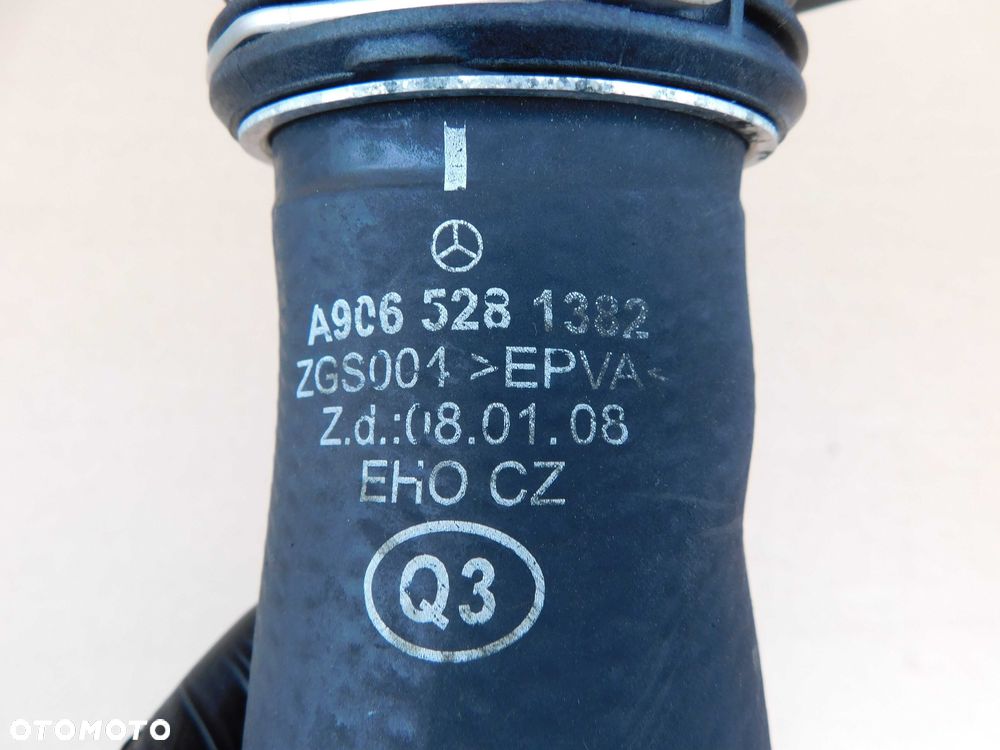 A906 528 1382
ZGS001 >EPVA<
Z.d.:08.01.08
EHO CZ
Q3
OTOMOTO